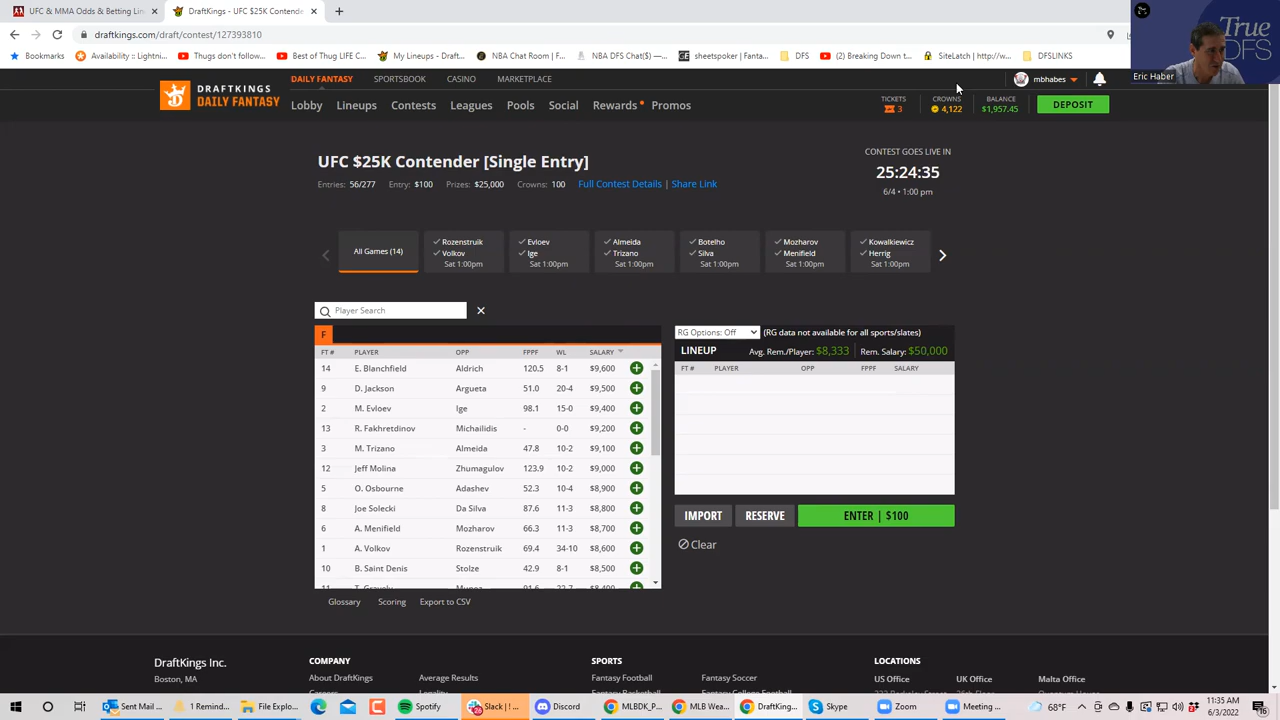 UFC & MMA Odds & Betting Lin
DraftKings - UFC $25K Contender
draftkings.com/draft/contest/127393810
Bookmarks
Availability :: Lightni...
Thugs don't follow...
Best of Thug LIFE C...
My Lineups - Draft...
NBA Chat Room | F...
NBA DFS Chat($) —...
sheetspoker | Fanta...
DFS
(2) Breaking Down t...
SiteLatch | http://w...
DFSLINKS
True
DFS
Eric Haber
DAILY FANTASY
SPORTSBOOK
CASINO
MARKETPLACE
mbhabes
DRAFTKINGS
DAILY FANTASY
Lobby
Lineups
Contests
Leagues
Pools
Social
Rewards
Promos
TICKETS
3
CROWNS
4,122
BALANCE
$1,957.45
DEPOSIT
UFC $25K Contender [Single Entry]
Entries: 56/277
Entry: $100
Prizes: $25,000
Crowns: 100
Full Contest Details | Share Link
CONTEST GOES LIVE IN
25:24:35
6/4 • 1:00 pm
All Games (14)
Rozenstruik
Volkov
Sat 1:00pm
Evloev
Ige
Sat 1:00pm
Almeida
Trizano
Sat 1:00pm
Botelho
Silva
Sat 1:00pm
Mozharov
Menifield
Sat 1:00pm
Kowalkiewicz
Herrig
Sat 1:00pm
Player Search
F
FT # PLAYER OPP FPPF WL SALARY
14 E. Blanchfield Aldrich 120.5 8-1 $9,600
9 D. Jackson Argueta 51.0 20-4 $9,500
2 M. Evloev Ige 98.1 15-0 $9,400
13 R. Fakhretdinov Michailidis - 0-0 $9,200
3 M. Trizano Almeida 47.8 10-2 $9,100
12 Jeff Molina Zhumagulov 123.9 10-2 $9,000
5 O. Osbourne Adashev 52.3 10-4 $8,900
8 Joe Solecki Da Silva 87.6 11-3 $8,800
6 A. Menifield Mozharov 66.3 11-3 $8,700
1 A. Volkov Rozenstruik 69.4 34-10 $8,600
10 B. Saint Denis Stolze 42.9 8-1 $8,500
11 T. Gravely Munoz 91.6 $8,400
Glossary
Scoring
Export to CSV
RG Options: Off
(RG data not available for all sports/slates)
LINEUP
Avg. Rem./Player: $8,333
Rem. Salary: $50,000
FT # PLAYER OPP FPPF SALARY
IMPORT
RESERVE
ENTER | $100
Clear
DraftKings Inc.
Boston, MA
COMPANY
About DraftKings
Average Results
SPORTS
Fantasy Football
Fantasy Soccer
LOCATIONS
US Office
UK Office
Malta Office
Sent Mail ...
1 Remind...
File Explo...
Slack | ! ...
Spotify
Discord
MLBDK_P...
MLB Wea...
DraftKing...
Skype
Zoom
Meeting ...
68°F
11:35 AM
6/3/2022